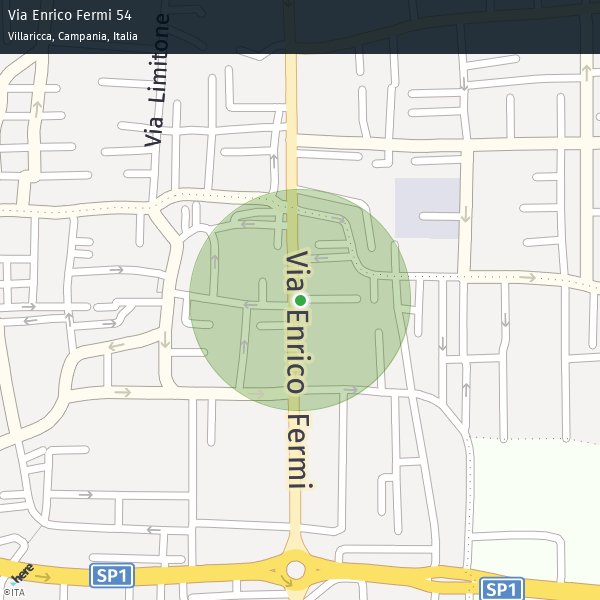 Via Enrico Fermi 54
Villaricca, Campania, Italia
Via Limitone
Via Enrico Fermi
SP1
SP1
here
©ITA